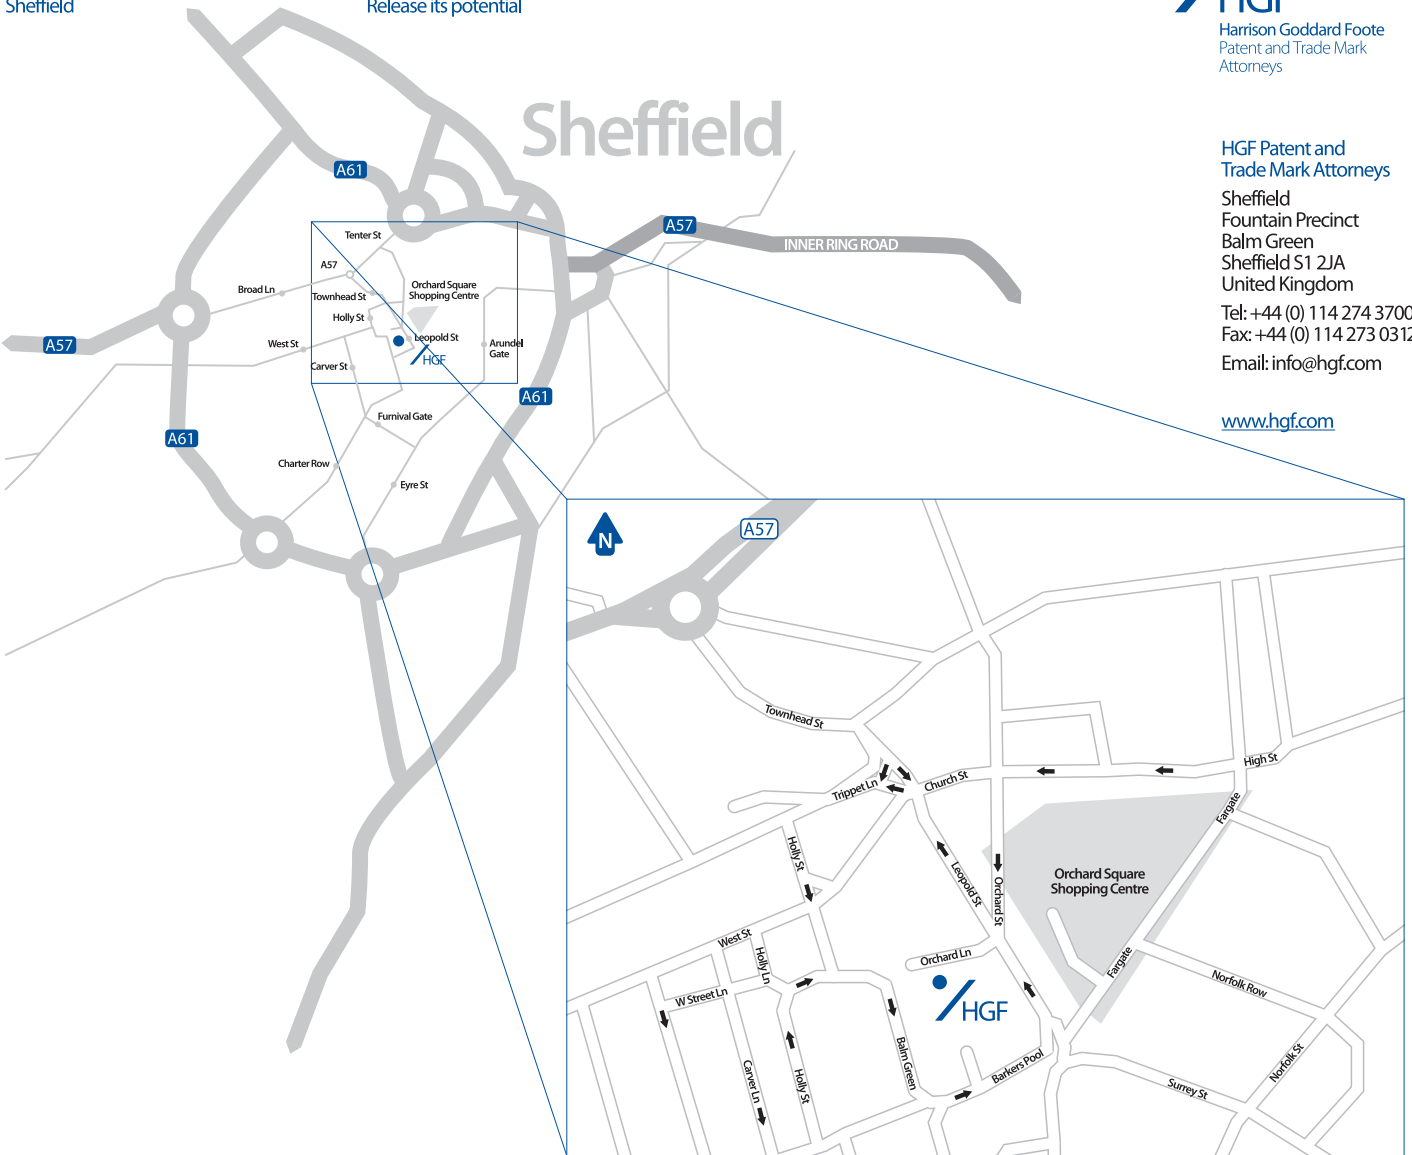 Sheffield
Release its potential
HGF
Harrison Goddard Foote
Patent and Trade Mark
Attorneys
Sheffield
HGF Patent and
Trade Mark Attorneys
Sheffield
Fountain Precinct
Balm Green
Sheffield S1 2JA
United Kingdom
Tel: +44 (0) 114 274 3700
Fax: +44 (0) 114 273 0312
Email: info@hgf.com
www.hgf.com
A61
A57
INNER RING ROAD
Tenter St
A57
Broad Ln
Townhead St
Orchard Square
Shopping Centre
Holly St
West St
Leopold St
HGF
Arundel
Gate
Carver St
A57
A61
A61
Furnival Gate
Charter Row
Eyre St
N
A57
Townhead St
Trippet Ln
Church St
High St
Fargate
Holly St
Leopold St
Orchard St
Orchard Square
Shopping Centre
West St
Holly Ln
Orchard Ln
Fargate
W Street Ln
Norfolk Row
HGF
Balm Green
Barkers Pool
Carver Ln
Holly St
Surrey St
Norfolk St